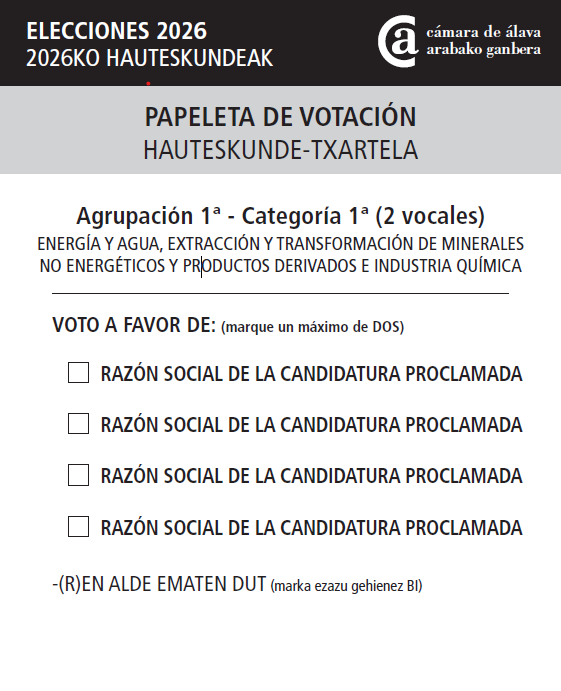 ELECCIONES 2026
2026KO HAUTESKUNDEAK
cámara de álava
arabako ganbera
PAPELETA DE VOTACIÓN
HAUTESKUNDE-TXARTELA
Agrupación 1ª - Categoría 1ª (2 vocales)
ENERGÍA Y AGUA, EXTRACCIÓN Y TRANSFORMACIÓN DE MINERALES
NO ENERGÉTICOS Y PRODUCTOS DERIVADOS E INDUSTRIA QUÍMICA
VOTO A FAVOR DE: (marque un máximo de DOS)
RAZÓN SOCIAL DE LA CANDIDATURA PROCLAMADA
RAZÓN SOCIAL DE LA CANDIDATURA PROCLAMADA
RAZÓN SOCIAL DE LA CANDIDATURA PROCLAMADA
RAZÓN SOCIAL DE LA CANDIDATURA PROCLAMADA
-(R)EN ALDE EMATEN DUT (marka ezazu gehienez BI)